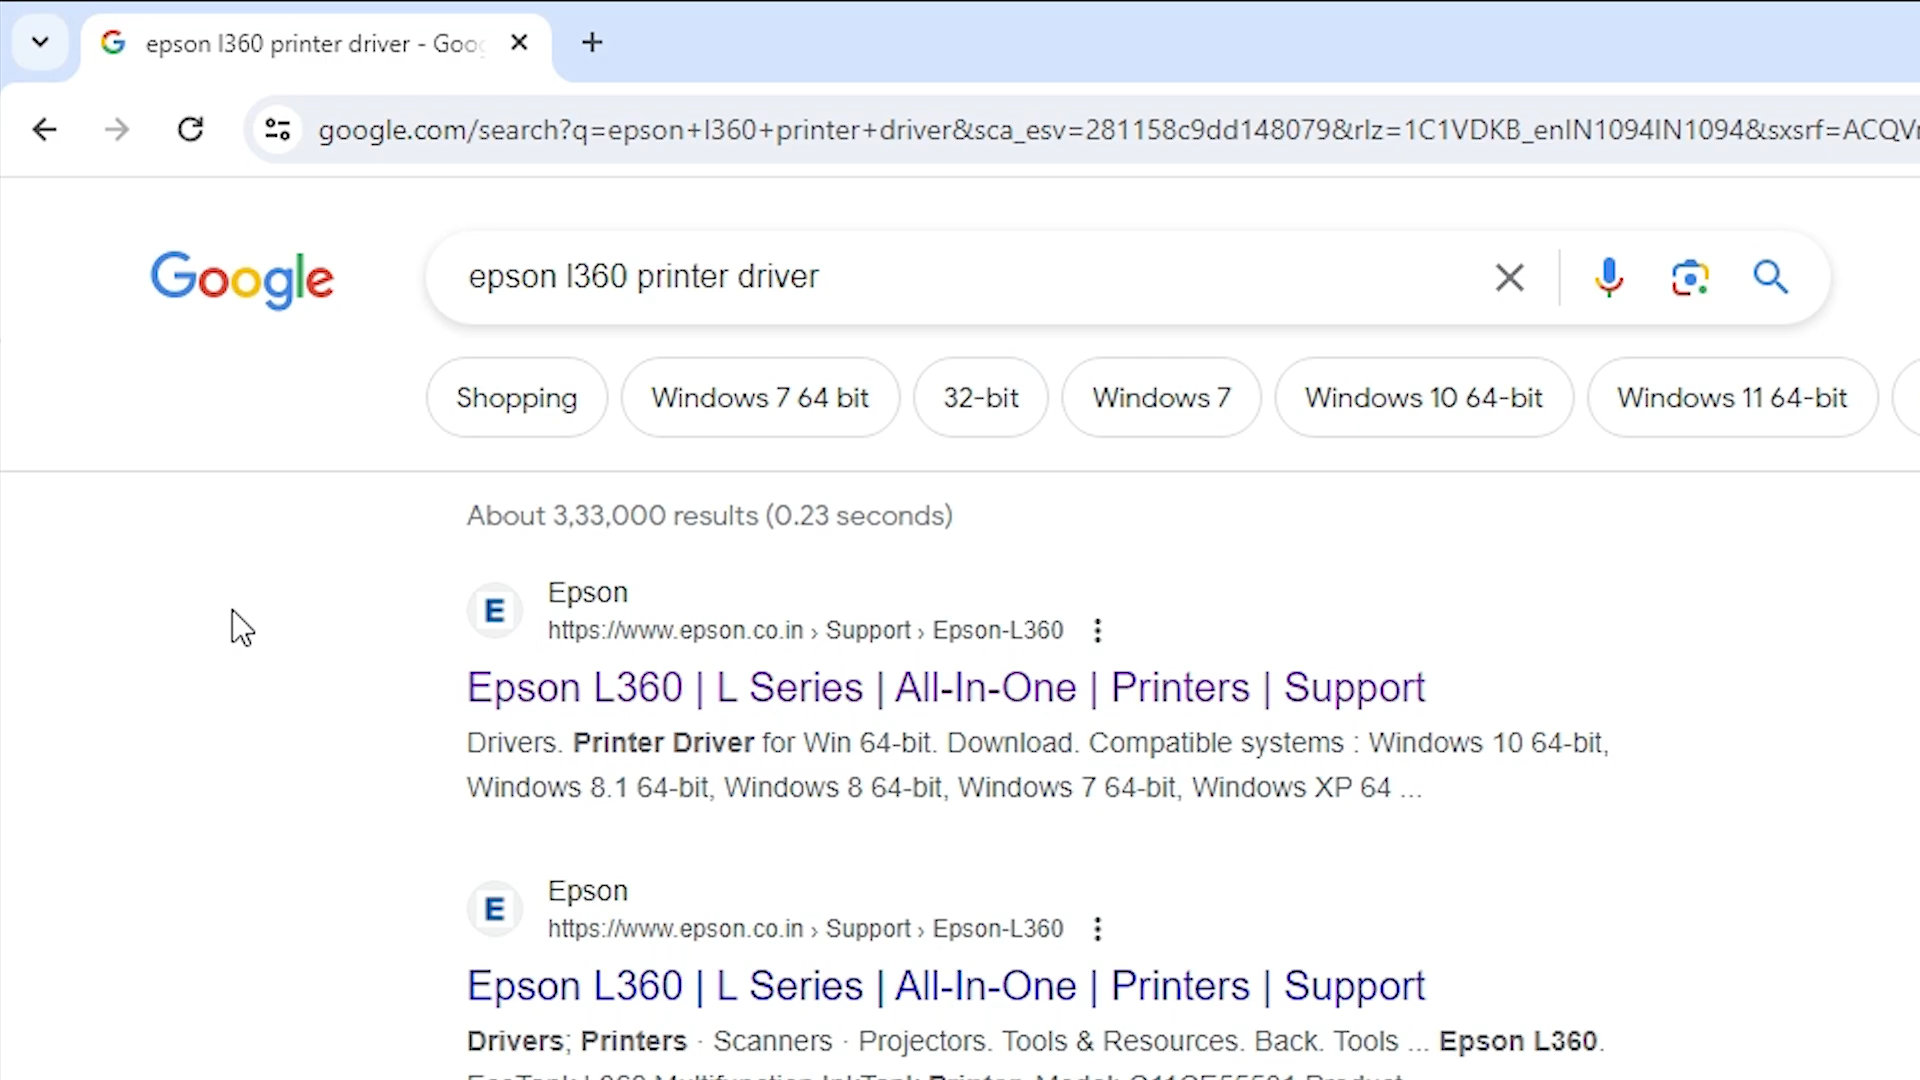 epson l360 printer driver - Goo
google.com/search?q=epson+l360+printer+driver&sca_esv=281158c9dd148079&rlz=1C1VDKB_enIN1094IN1094&sxsrf=ACQV
Google
epson l360 printer driver
Shopping
Windows 7 64 bit
32-bit
Windows 7
Windows 10 64-bit
Windows 11 64-bit
About 3,33,000 results (0.23 seconds)
E
Epson
https://www.epson.co.in › Support › Epson-L360
Epson L360 | L Series | All-In-One | Printers | Support
Drivers. Printer Driver for Win 64-bit. Download. Compatible systems : Windows 10 64-bit,
Windows 8.1 64-bit, Windows 8 64-bit, Windows 7 64-bit, Windows XP 64 ...
E
Epson
https://www.epson.co.in › Support › Epson-L360
Epson L360 | L Series | All-In-One | Printers | Support
Drivers; Printers · Scanners · Projectors. Tools & Resources. Back. Tools ... Epson L360.